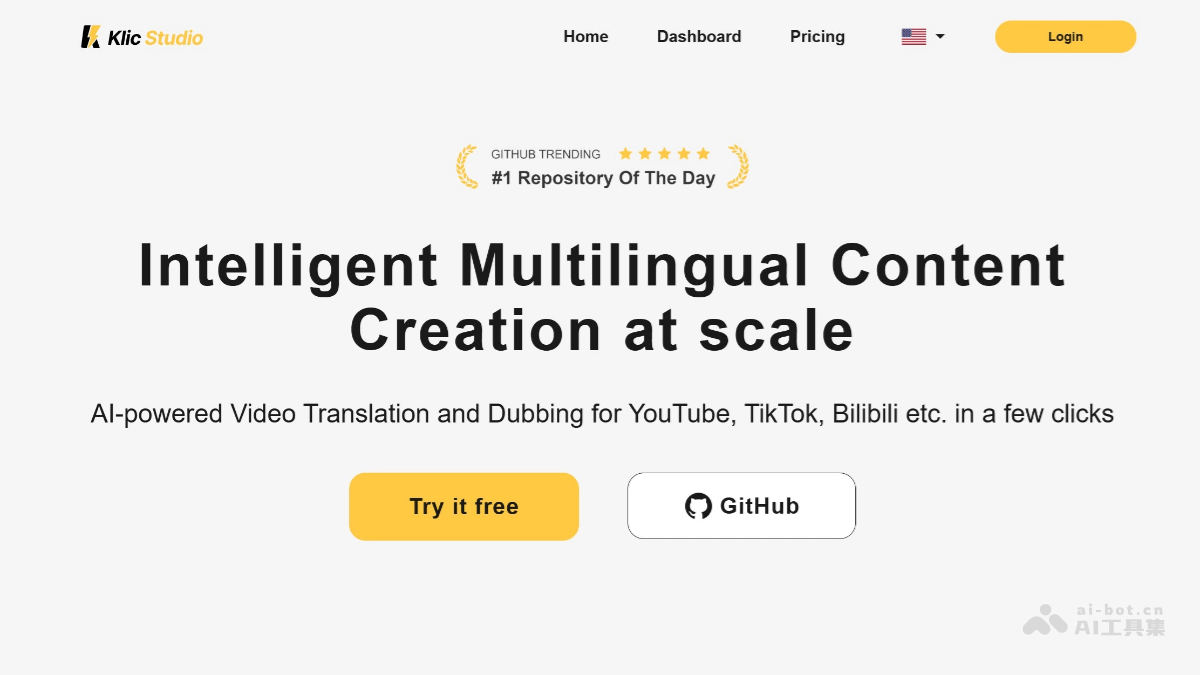 Klic Studio
Home
Dashboard
Pricing
Login
GITHUB TRENDING
#1 Repository Of The Day
Intelligent Multilingual Content
Creation at scale
AI-powered Video Translation and Dubbing for YouTube, TikTok, Bilibili etc. in a few clicks
Try it free
GitHub
ai-bot.cn
AI工具集